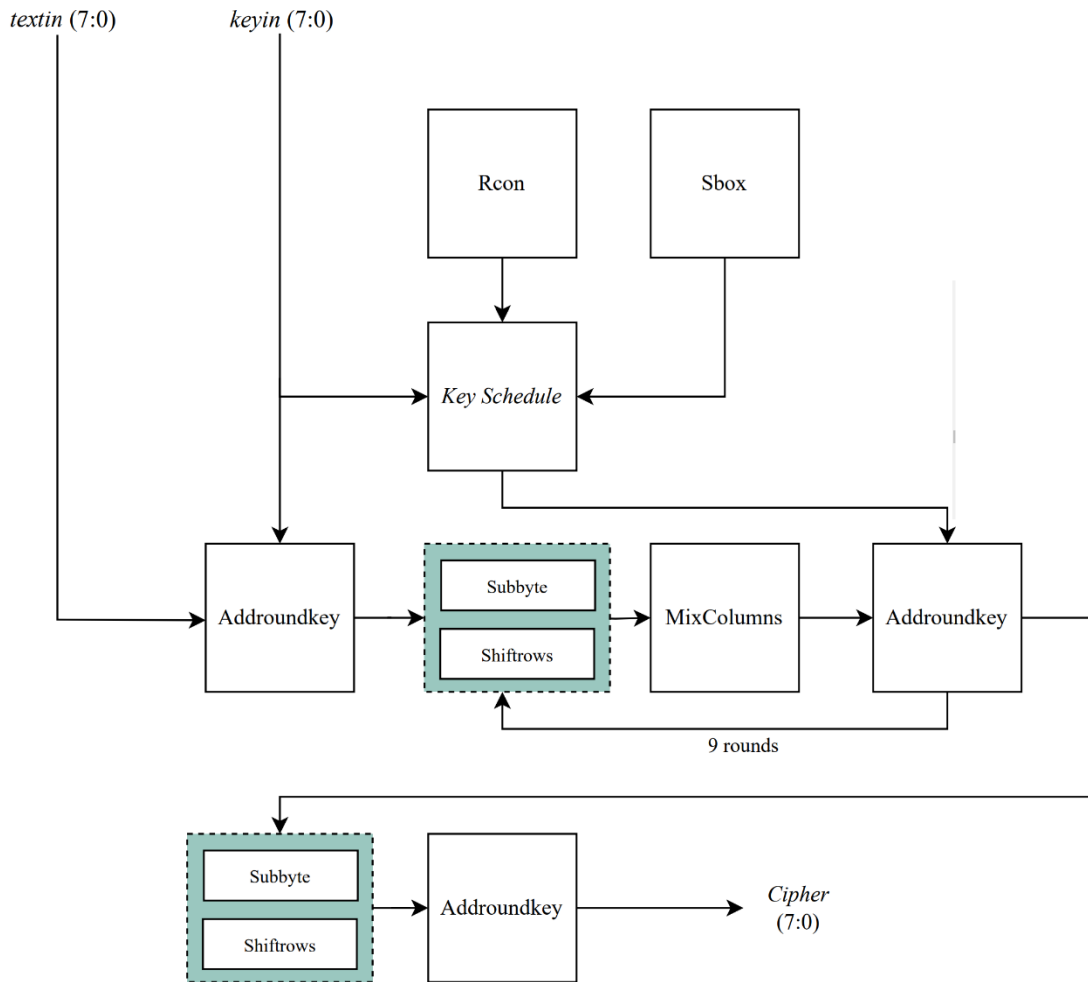 textin (7:0)
keyin (7:0)
Rcon
Sbox
Key Schedule
Addroundkey
Subbyte
Shiftrows
MixColumns
Addroundkey
9 rounds
Subbyte
Shiftrows
Addroundkey
Cipher
(7:0)